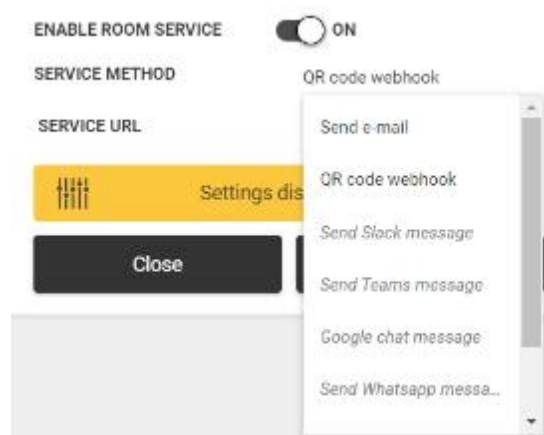 ENABLE ROOM SERVICE ON
SERVICE METHOD QR code webhook
SERVICE URL
Send e-mail
QR code webhook
Settings dis
Send Slack message
Close
Send Teams message
Google chat message
Send Whatsapp messa...